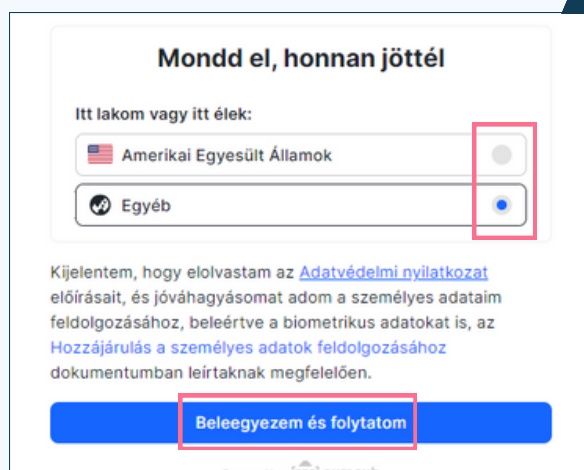 Mondd el, honnan jöttél
Itt lakom vagy itt élek:
Amerikai Egyesült Államok
Egyéb
Kijelentem, hogy elolvastam az Adatvédelmi nyilatkozat
előírásait, és jóváhagyásomat adom a személyes adataim
feldolgozásához, beleértve a biometrikus adatokat is, az
Hozzájárulás a személyes adatok feldolgozásához
dokumentumban leírtaknak megfelelően.
Beleegyezem és folytatom